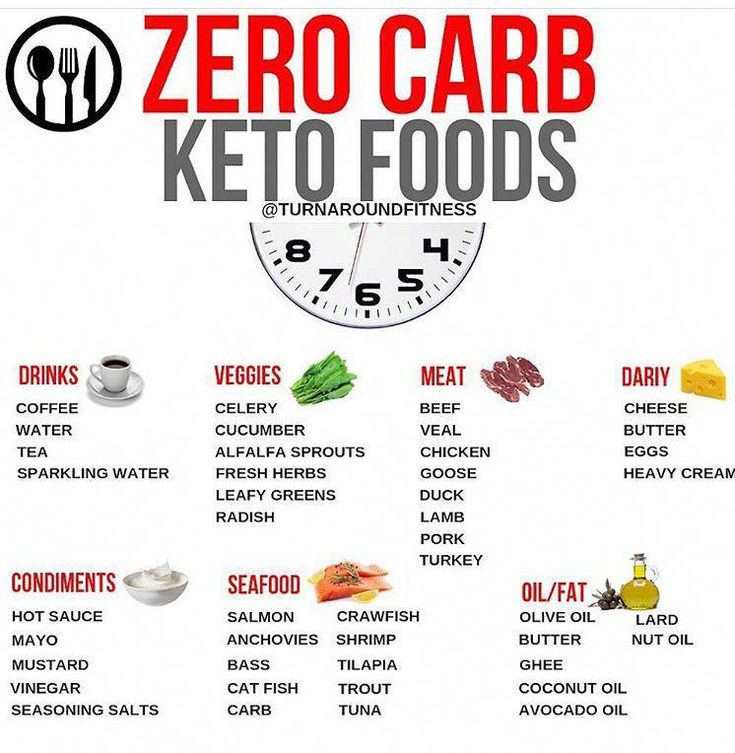 ZERO CARB
KETO FOODS
@TURNAROUNDFITNESS
8 7 6 5 4
DRINKS
COFFEE
WATER
TEA
SPARKLING WATER
VEGGIES
CELERY
CUCUMBER
ALFALFA SPROUTS
FRESH HERBS
LEAFY GREENS
RADISH
MEAT
BEEF
VEAL
CHICKEN
GOOSE
DUCK
LAMB
PORK
TURKEY
DARIY
CHEESE
BUTTER
EGGS
HEAVY CREAM
CONDIMENTS
HOT SAUCE
MAYO
MUSTARD
VINEGAR
SEASONING SALTS
SEAFOOD
SALMON
ANCHOVIES
BASS
CAT FISH
CARB
CRAWFISH
SHRIMP
TILAPIA
TROUT
TUNA
OIL/FAT
OLIVE OIL
BUTTER
GHEE
COCONUT OIL
AVOCADO OIL
LARD
NUT OIL